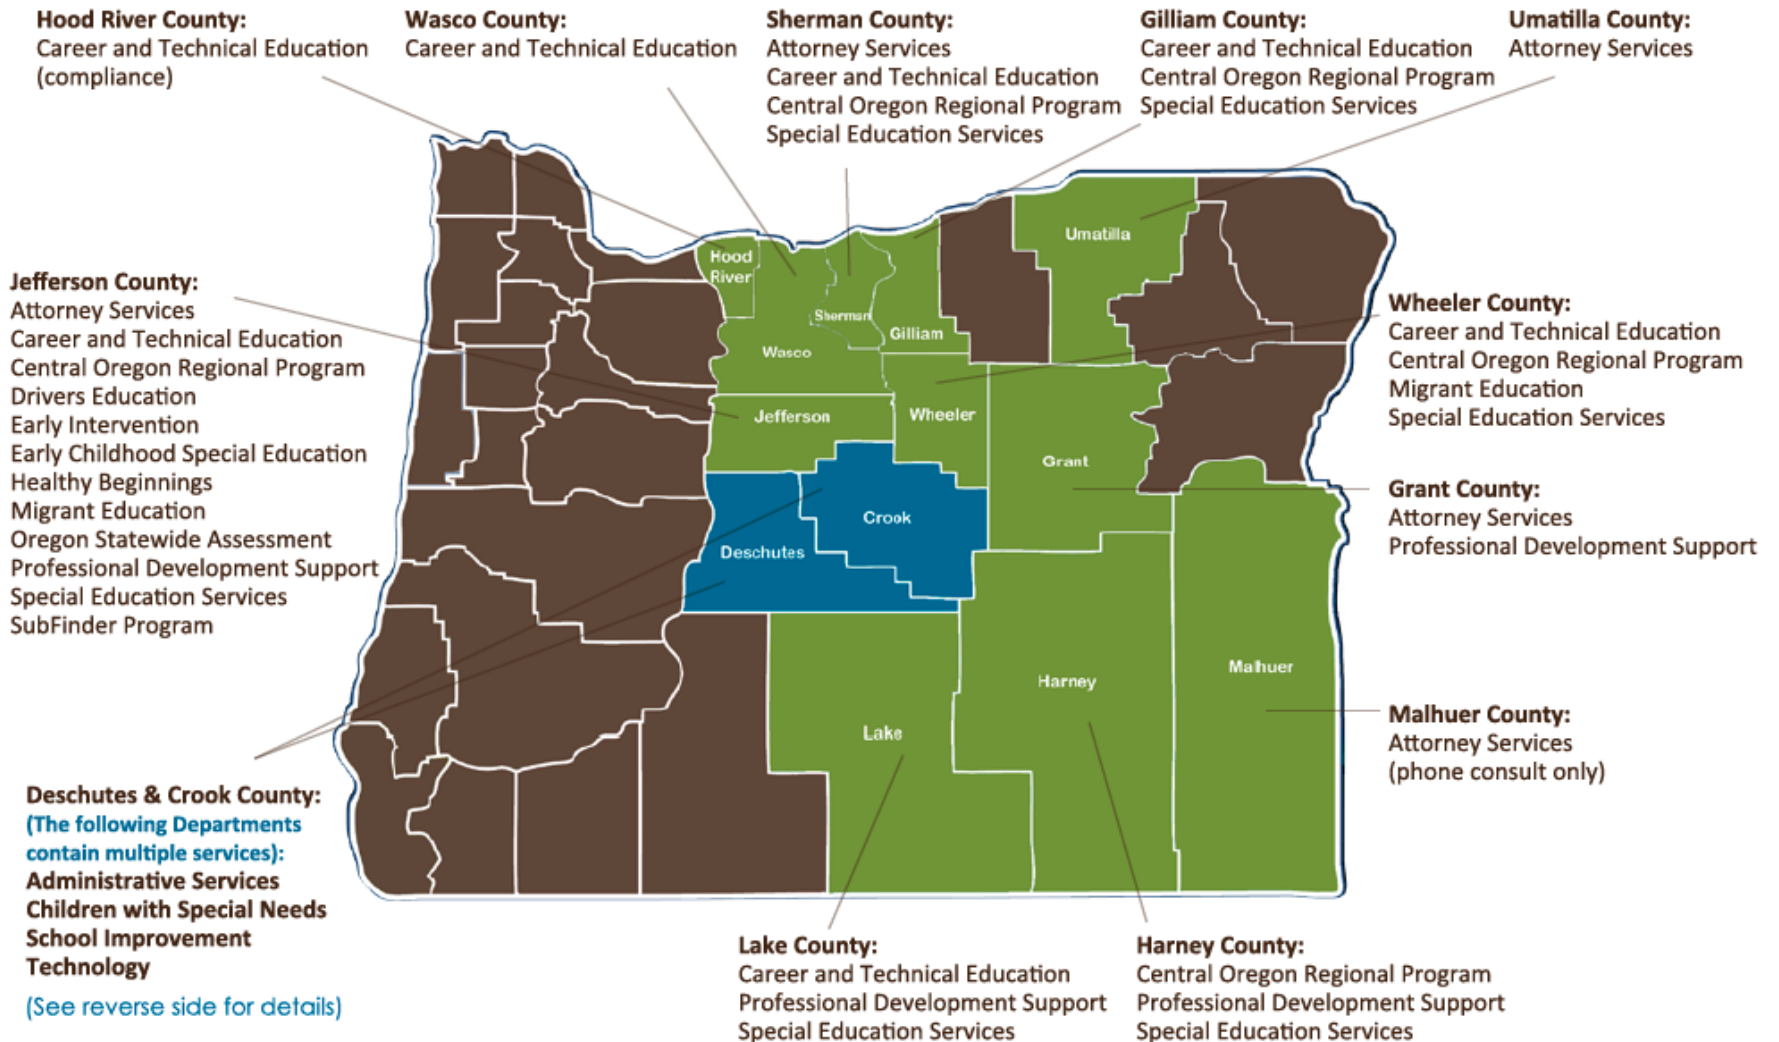 Hood River County:
Career and Technical Education
(compliance)
Wasco County:
Career and Technical Education
Sherman County:
Attorney Services
Career and Technical Education
Central Oregon Regional Program
Special Education Services
Gilliam County:
Career and Technical Education
Central Oregon Regional Program
Special Education Services
Umatilla County:
Attorney Services
Jefferson County:
Attorney Services
Career and Technical Education
Central Oregon Regional Program
Drivers Education
Early Intervention
Early Childhood Special Education
Healthy Beginnings
Migrant Education
Oregon Statewide Assessment
Professional Development Support
Special Education Services
SubFinder Program
Hood
River
Wasco
Sherman
Gilliam
Umatilla
Jefferson
Wheeler
Grant
Crook
Deschutes
Lake
Harney
Malhuer
Wheeler County:
Career and Technical Education
Central Oregon Regional Program
Migrant Education
Special Education Services
Grant County:
Attorney Services
Professional Development Support
Malhuer County:
Attorney Services
(phone consult only)
Deschutes & Crook County:
(The following Departments
contain multiple services):
Administrative Services
Children with Special Needs
School Improvement
Technology
(See reverse side for details)
Lake County:
Career and Technical Education
Professional Development Support
Special Education Services
Harney County:
Central Oregon Regional Program
Professional Development Support
Special Education Services